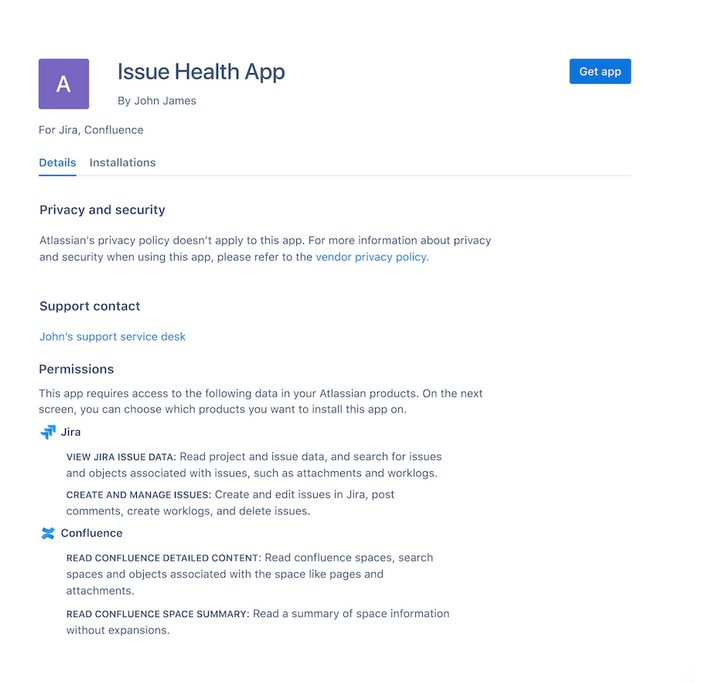 A
Issue Health App
Get app
By John James
For Jira, Confluence
Details Installations
Privacy and security
Atlassian's privacy policy doesn't apply to this app. For more information about privacy
and security when using this app, please refer to the vendor privacy policy.
Support contact
John's support service desk
Permissions
This app requires access to the following data in your Atlassian products. On the next
screen, you can choose which products you want to install this app on.
Jira
VIEW JIRA ISSUE DATA: Read project and issue data, and search for issues
and objects associated with issues, such as attachments and worklogs.
CREATE AND MANAGE ISSUES: Create and edit issues in Jira, post
comments, create worklogs, and delete issues.
Confluence
READ CONFLUENCE DETAILED CONTENT: Read confluence spaces, search
spaces and objects associated with the space like pages and
attachments.
READ CONFLUENCE SPACE SUMMARY: Read a summary of space information
without expansions.